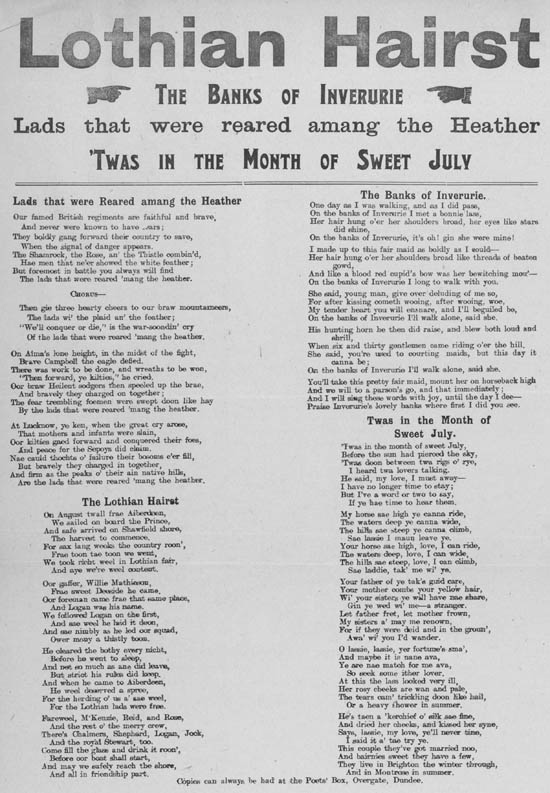 Lothian Hairst
THE BANKS OF INVERURIE
Lads that were reared amang the Heather
'TWAS IN THE MONTH OF SWEET JULY
Lads that were Reared amang the Heather
Our famed British regiments are faithful and brave,
And never were known to have ..ears;
They boldly gang forward their country to save,
When the signal of danger appears.
The Shamrock, the Rose, an' the Thistle combin'd,
Hae men that ne'er showed the white feather;
But foremost in battle you always will find
The lads that were reared 'mang the heather.
CHORUS—
Then gie three hearty cheers to our braw mountaineers,
The lads wi' the plaid an' the feather;
"We'll conquer or die," is the war-soondin' cry
Of the lads that were reared 'mang the heather.
On Alma's lone height, in the midst of the fight,
Brave Campbell the eagle defied.
There was work to be done, and wreaths to be won,
"Then forward, ye kilties," he cried.
Our braw Heilent sodgers then speeled up the brae,
And bravely they charged on together;
The fear trembling foemen were swept doon like hay
By the lads that were reared 'mang the heather.
At Lucknow, ye ken, when the great cry arose,
That mothers and infants were slain,
Oor kilties gaed forward and conquered their foes,
And peace for the Sepoys did claim.
Nae cauld thochts o' failure their bosoms e'er fill,
But bravely they charged in together,
And firm as the peaks o' their ain native hills,
Are the lads that were reared 'mang the heather.
The Lothian Hairst
On August twall frae Aiberdeen,
We sailed on board the Prince,
And safe arrived on Shawfield shore,
The harvest to commence.
For sax lang weeks the country roon',
Frae toon tae toon we went,
We took richt weel in Lothian fair,
And aye we're weel content.
Oor gaffer, Willie Mathieson,
Frae sweet Deeside he came,
Oor foreman came frae that same place,
And Logan was his name.
We followed Logan on the first,
And sae weel he laid it doon,
And sae nimbly as he led oor squad,
Ower mony a thistly toon.
He cleared the bothy every nicht,
Before he went to sleep,
And not so much as ane did leave,
But strict his rules did keep.
And when he came to Aiberdeen,
He weel deserved a spree,
For the herding o' us a' sae weel,
For the Lothian lads were free.
Fareweel, M'Kenzie, Reid, and Rose,
And the rest o' the merry crew,
There's Chalmers, Shephard, Logan, Jock,
And the royal Stewart, too.
Come fill the glass and drink it roon',
Before oor boat shall start,
And may we safely reach the shore,
And all in friendship part.
The Banks of Inverurie.
One day as I was walking, and as I did pass,
On the banks of Inverurie I met a bonnie lass,
Her hair hung o'er her shoulders broad, her eyes like stars
did shine,
On the banks of Inverurie, it's oh! gin she were mine!
I made up to this fair maid as boldly as I could—
Her hair hung o'er her shoulders broad like threads of beaten
gowd,
And like a blood red cupid's bow was her bewitching mou'—
On the banks of Inverurie I long to walk with you.
She said, young man, give over deluding of me so,
For after kissing cometh wooing, after wooing, woe,
My tender heart you will ensnare, and I'll beguiled be,
On the banks of Inverurie I'll walk alone, said she.
His hunting horn he then did raise, and blew both loud and
shrill,
When six and thirty gentlemen came riding o'er the hill,
She said, you're used to courting maids, but this day it
canna be;
On the banks of Inverurie I'll walk alone, said she.
You'll take this pretty fair maid, mount her on horseback high
And we will to a parson's go, and that immediately;
And I will sing these words with joy, until the day I dee—
Praise Inverurie's lovely banks where first I did you see.
Twas in the Month of
Sweet July.
'Twas in the month of sweet July,
Before the sun had pierced the sky,
'Twas doon between twa rigs o' rye,
I heard twa lovers talking.
He said, my love, I must away—
I have no longer time to stay;
But I've a word or two to say,
If ye hae time to hear them.
My horse sae high ye canna ride,
The waters deep ye canna wide,
The hills sae steep ye canna climb,
Sae lassie I maun leave ye.
Your horse sae high, love, I can ride,
The waters deep, love, I can wide,
The hills sae steep, love, I can climb,
Sae laddie, tak' me wi' ye.
Your father of ye tak's guid care,
Your mother combs your yellow hair,
Wi' your sisters ye will have nae share,
Gin ye wed wi' me—a stranger.
Let father fret, let mother frown,
My sisters a' may me renown,
For if they were deid and in the groun',
Awa' wi' you I'd wander.
O lassie, lassie, yer fortune's sma',
And maybe it is nane ava,
Ye are nae match for me ava,
So seek some ither lover.
At this the lass looked very ill,
Her rosy cheeks are wan and pale,
The tears cam' trickling doon like hail,
Or a heavy shower in summer.
He's taen a 'kerchief o' silk sae fine,
And dried her cheeks, and kissed her syne,
Says, lassie, my love, ye'll never tine,
I said it a' tae try ye.
This couple they've got married noo,
And bairnies sweet they have a few,
They live in Brighton the winter through,
And in Montrose in summer.
Copies can always be had at the Poets' Box, Overgate, Dundee.